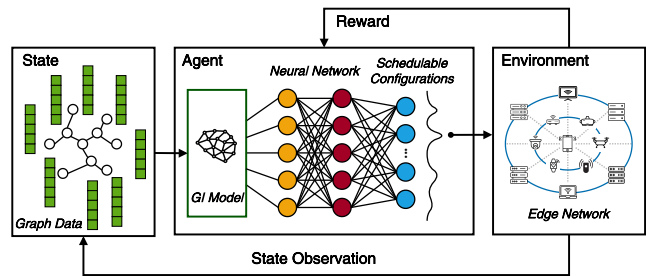 Reward
State
Agent
Environment
Neural Network
Schedulable
Configurations
GI Model
Graph Data
Edge Network
State Observation